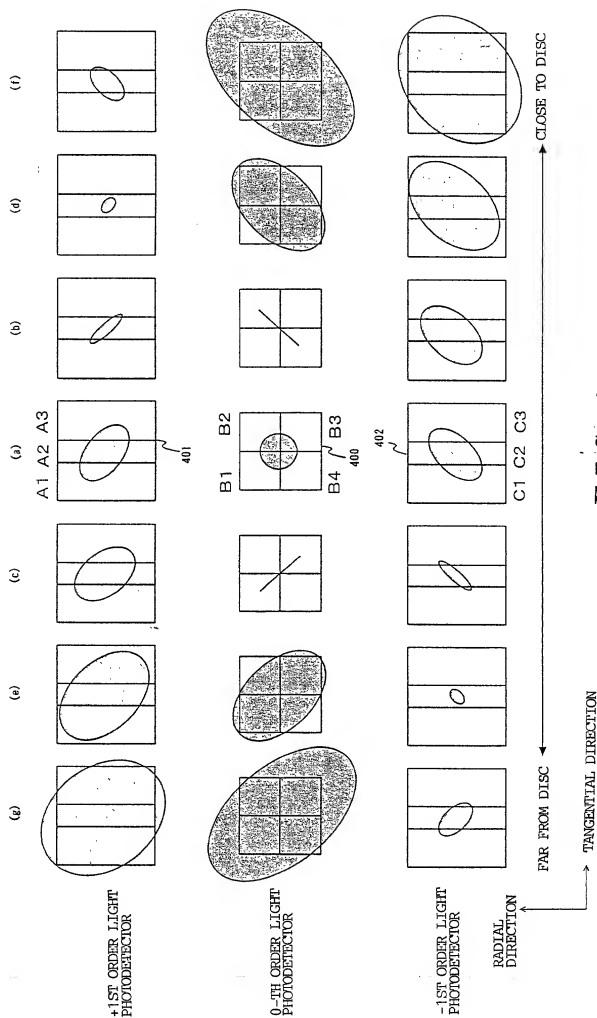 (g) (e) (c) (a) (b) (d) (f)
+1ST ORDER LIGHT
PHOTODETECTOR
A1 A2 A3
401
0-TH ORDER LIGHT
PHOTODETECTOR
B1 B2
B4 B3
400
-1ST ORDER LIGHT
PHOTODETECTOR
402
C1 C2 C3
RADIAL
DIRECTION
FAR FROM DISC
CLOSE TO DISC
TANGENTIAL DIRECTION